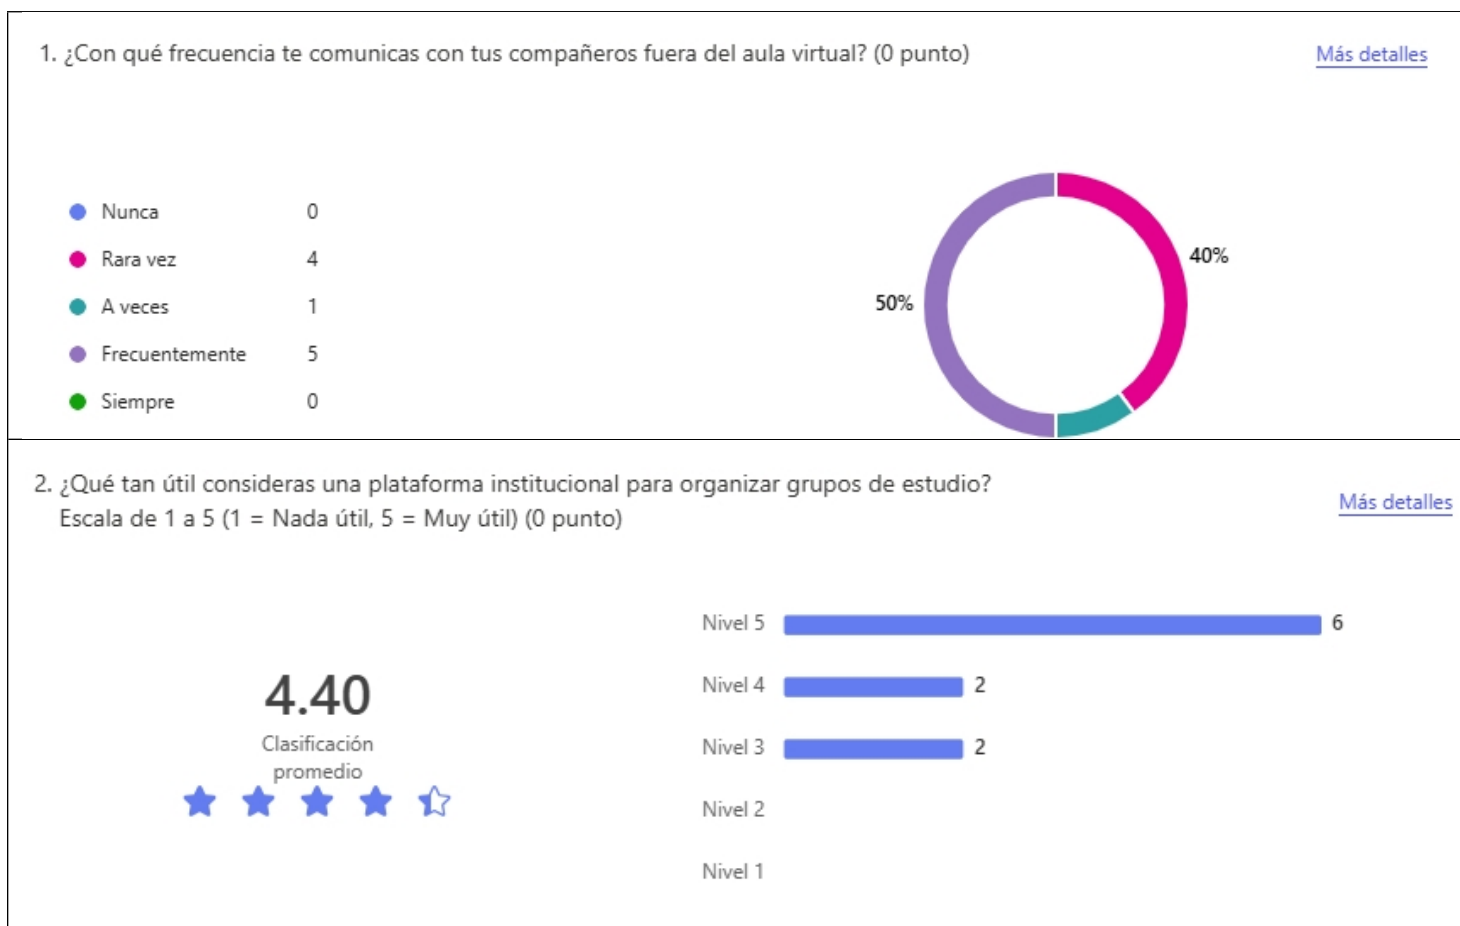 1. ¿Con qué frecuencia te comunicas con tus compañeros fuera del aula virtual? (0 punto)
Más detalles
Nunca 0
Rara vez 4
A veces 1
Frecuentemente 5
Siempre 0
40%
50%
2. ¿Qué tan útil consideras una plataforma institucional para organizar grupos de estudio?
Escala de 1 a 5 (1 = Nada útil, 5 = Muy útil) (0 punto)
Más detalles
4.40
Clasificación
promedio
Nivel 5 6
Nivel 4 2
Nivel 3 2
Nivel 2
Nivel 1